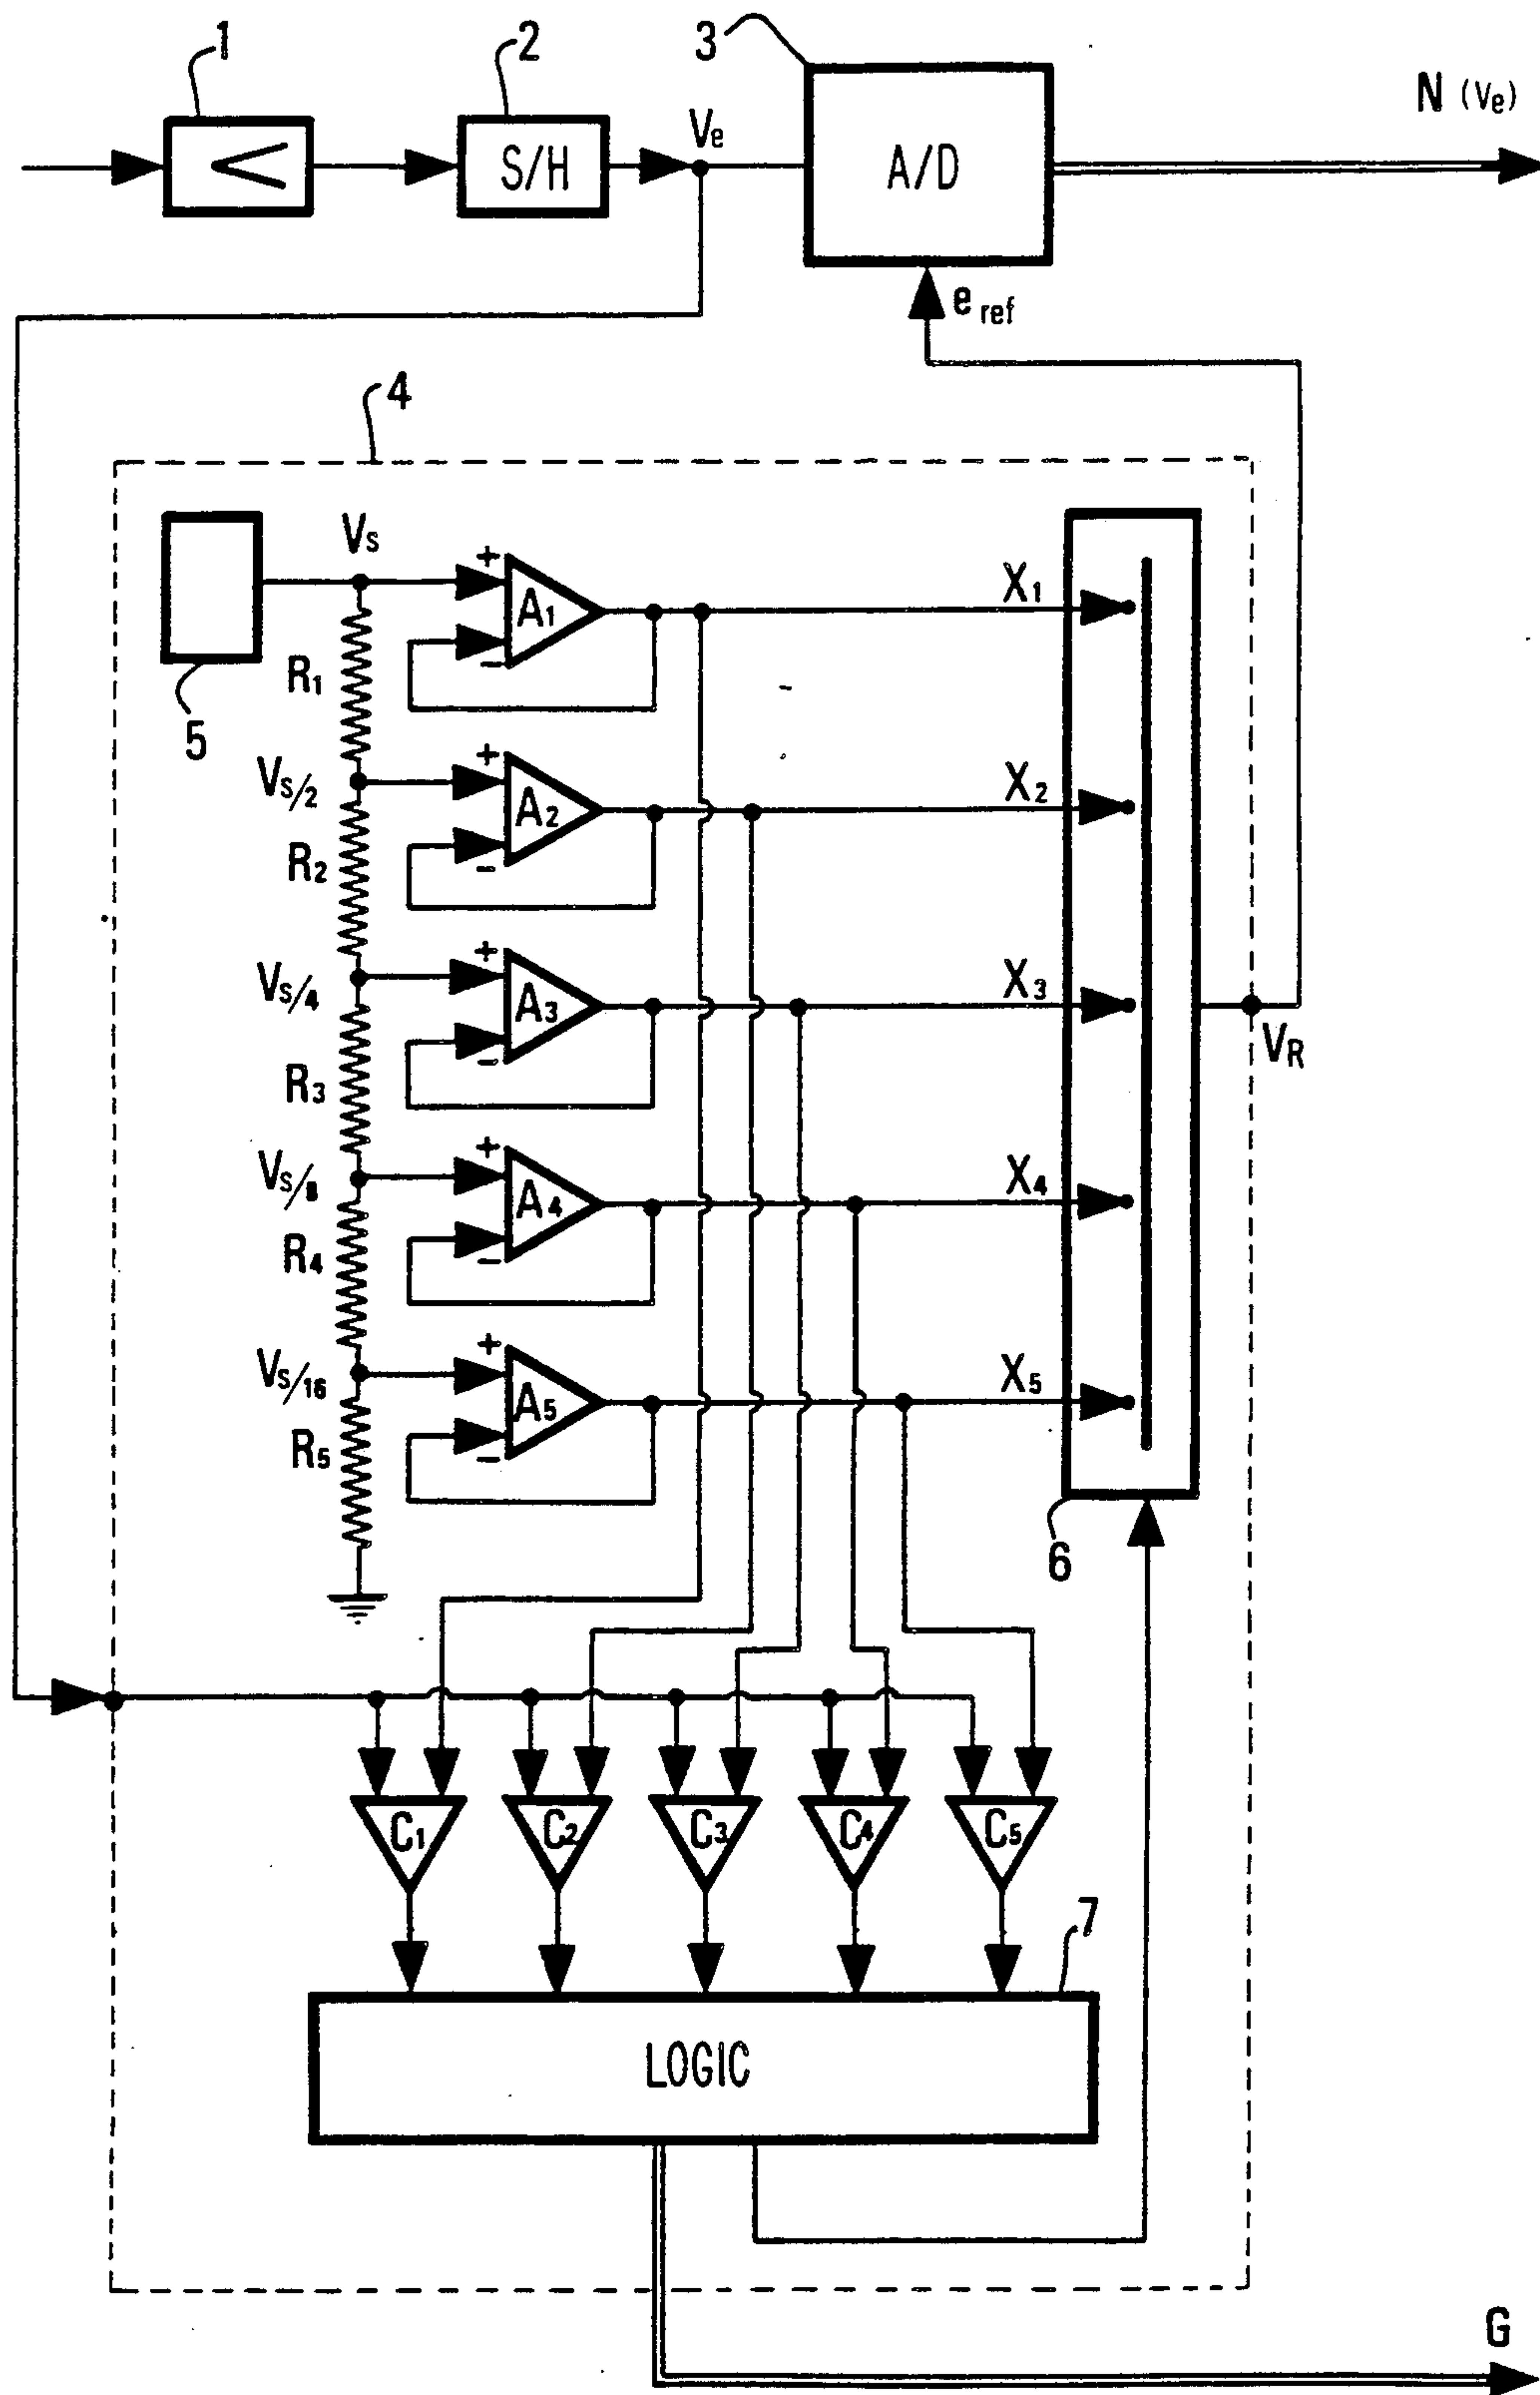 1
2
3
<
S/H
Ve
A/D
N (Ve)
e ref
4
5
Vs
+
A1
−
X1
R1
Vs/2
+
A2
−
X2
R2
Vs/4
+
A3
−
X3
VR
R3
Vs/8
+
A4
−
X4
R4
Vs/16
+
A5
−
X5
R5
6
C1
C2
C3
C4
C5
7
LOGIC
G